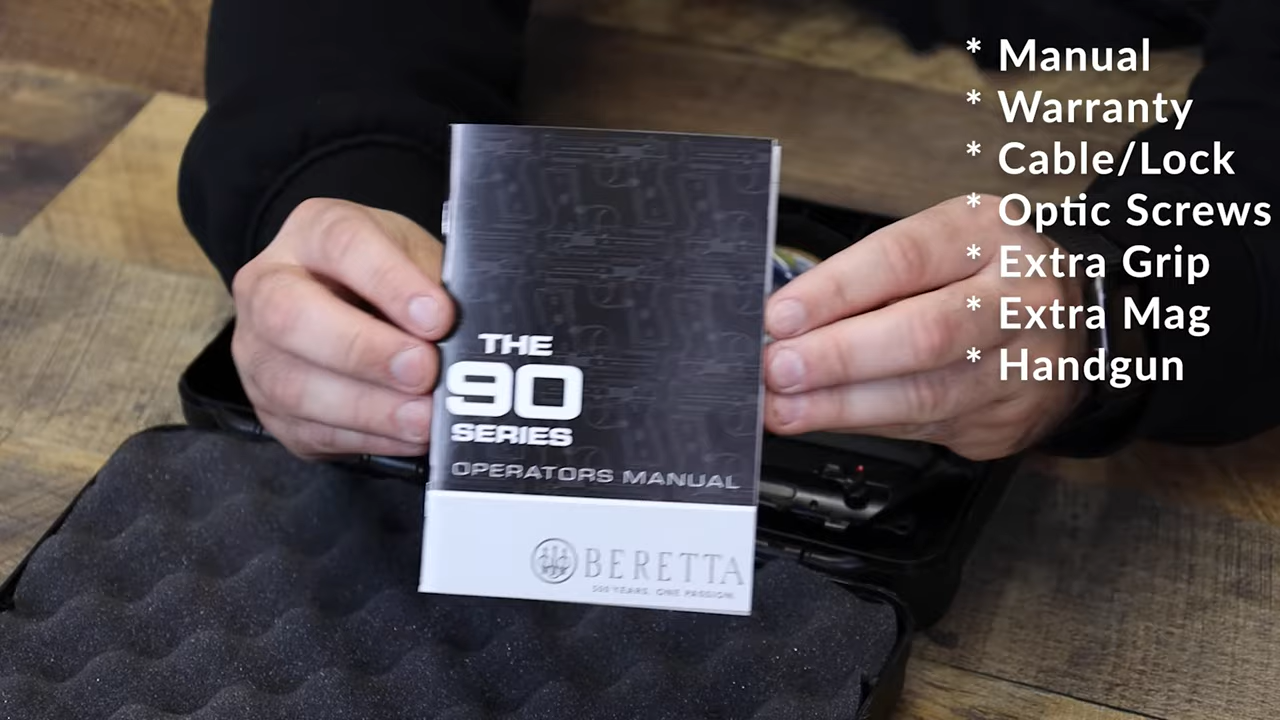 THE
90
SERIES
OPERATORS MANUAL
BERETTA
500 YEARS. ONE PASSION.
* Manual
* Warranty
* Cable/Lock
* Optic Screws
* Extra Grip
* Extra Mag
* Handgun